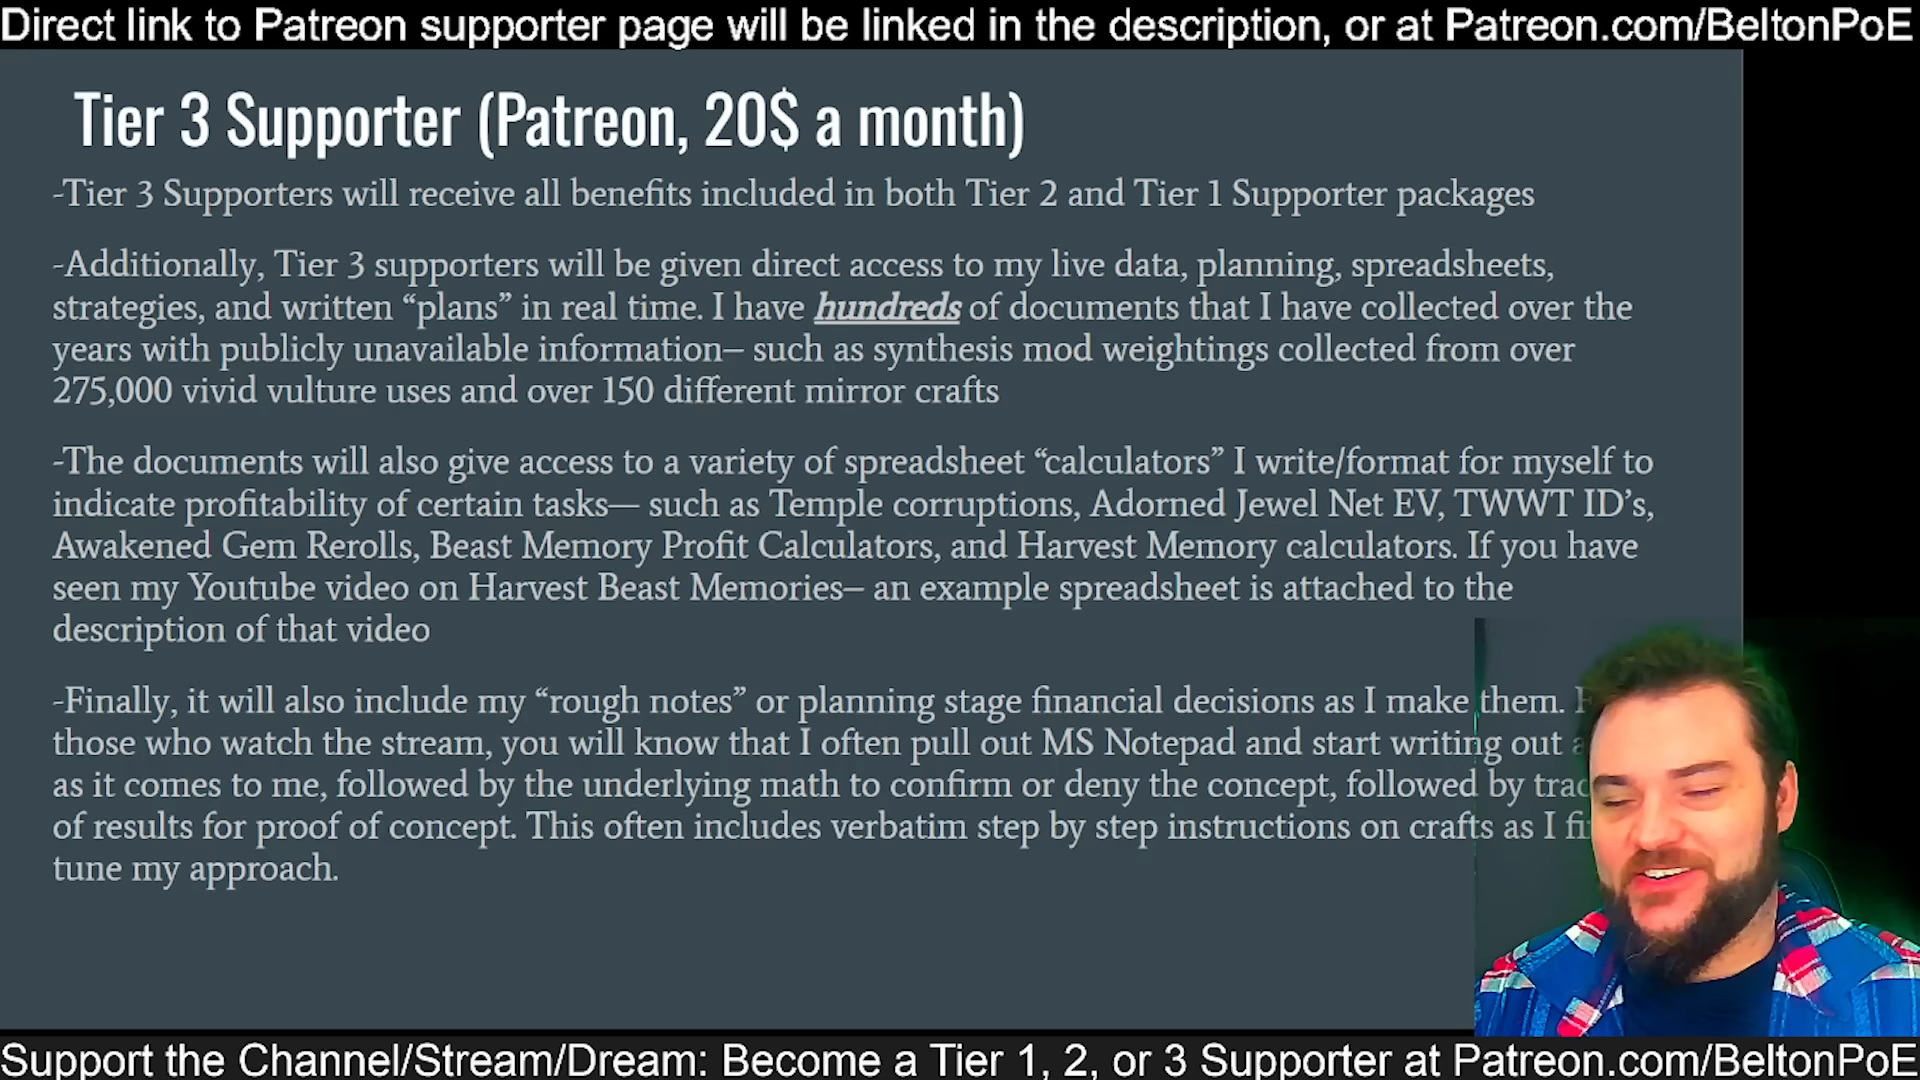 Direct link to Patreon supporter page will be linked in the description, or at Patreon.com/BeltonPoE
Tier 3 Supporter (Patreon, 20$ a month)
-Tier 3 Supporters will receive all benefits included in both Tier 2 and Tier 1 Supporter packages
-Additionally, Tier 3 supporters will be given direct access to my live data, planning, spreadsheets,
strategies, and written “plans” in real time. I have hundreds of documents that I have collected over the
years with publicly unavailable information– such as synthesis mod weightings collected from over
275,000 vivid vulture uses and over 150 different mirror crafts
-The documents will also give access to a variety of spreadsheet “calculators” I write/format for myself to
indicate profitability of certain tasks— such as Temple corruptions, Adorned Jewel Net EV, TWWT ID’s,
Awakened Gem Rerolls, Beast Memory Profit Calculators, and Harvest Memory calculators. If you have
seen my Youtube video on Harvest Beast Memories– an example spreadsheet is attached to the
description of that video
-Finally, it will also include my “rough notes” or planning stage financial decisions as I make them.
those who watch the stream, you will know that I often pull out MS Notepad and start writing out
as it comes to me, followed by the underlying math to confirm or deny the concept, followed by
of results for proof of concept. This often includes verbatim step by step instructions on crafts as I
tune my approach.
Support the Channel/Stream/Dream: Become a Tier 1, 2, or 3 Supporter at Patreon.com/BeltonPoE